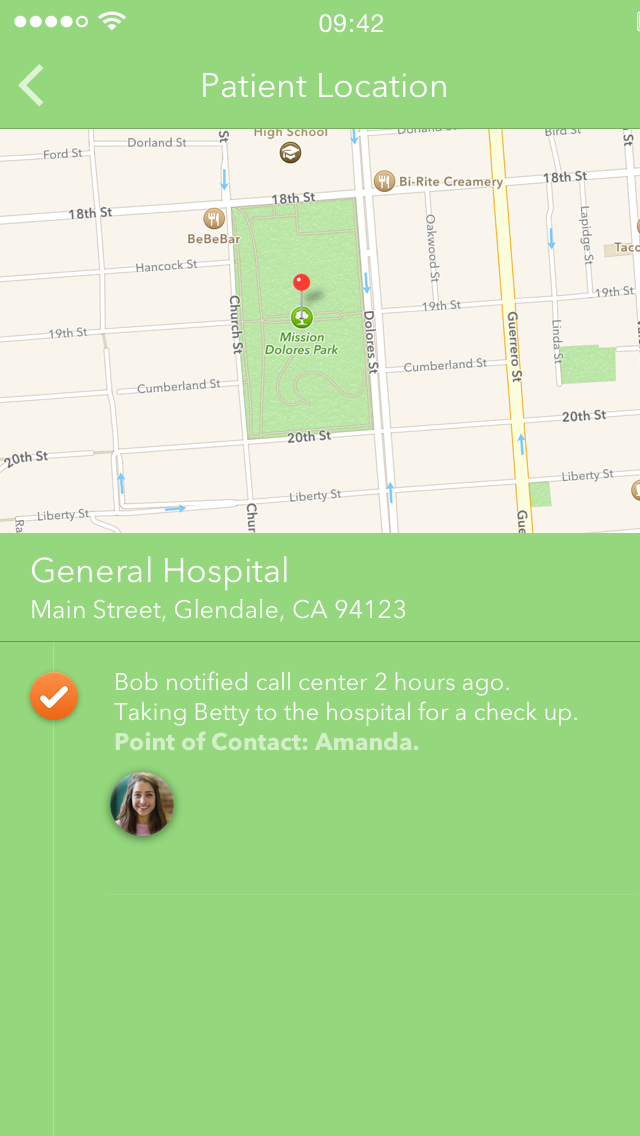 09:42
Patient Location
High School
Dorland St
Ford St
Bird St
St
St
Bi-Rite Creamery
18th St
18th St
18th St
BeBeBar
Oakwood St
Lapidge St
Taco
Hancock St
19th St
19th St
19th St
Church St
Dolores St
Guerrero St
Linda St
Mission
Dolores Park
Cumberland St
Cumberland St
20th St
20th St
20th St
Liberty St
Liberty St
Liberty St
Chur
Gue
Ra
General Hospital
Main Street, Glendale, CA 94123
Bob notified call center 2 hours ago.
Taking Betty to the hospital for a check up.
Point of Contact: Amanda.